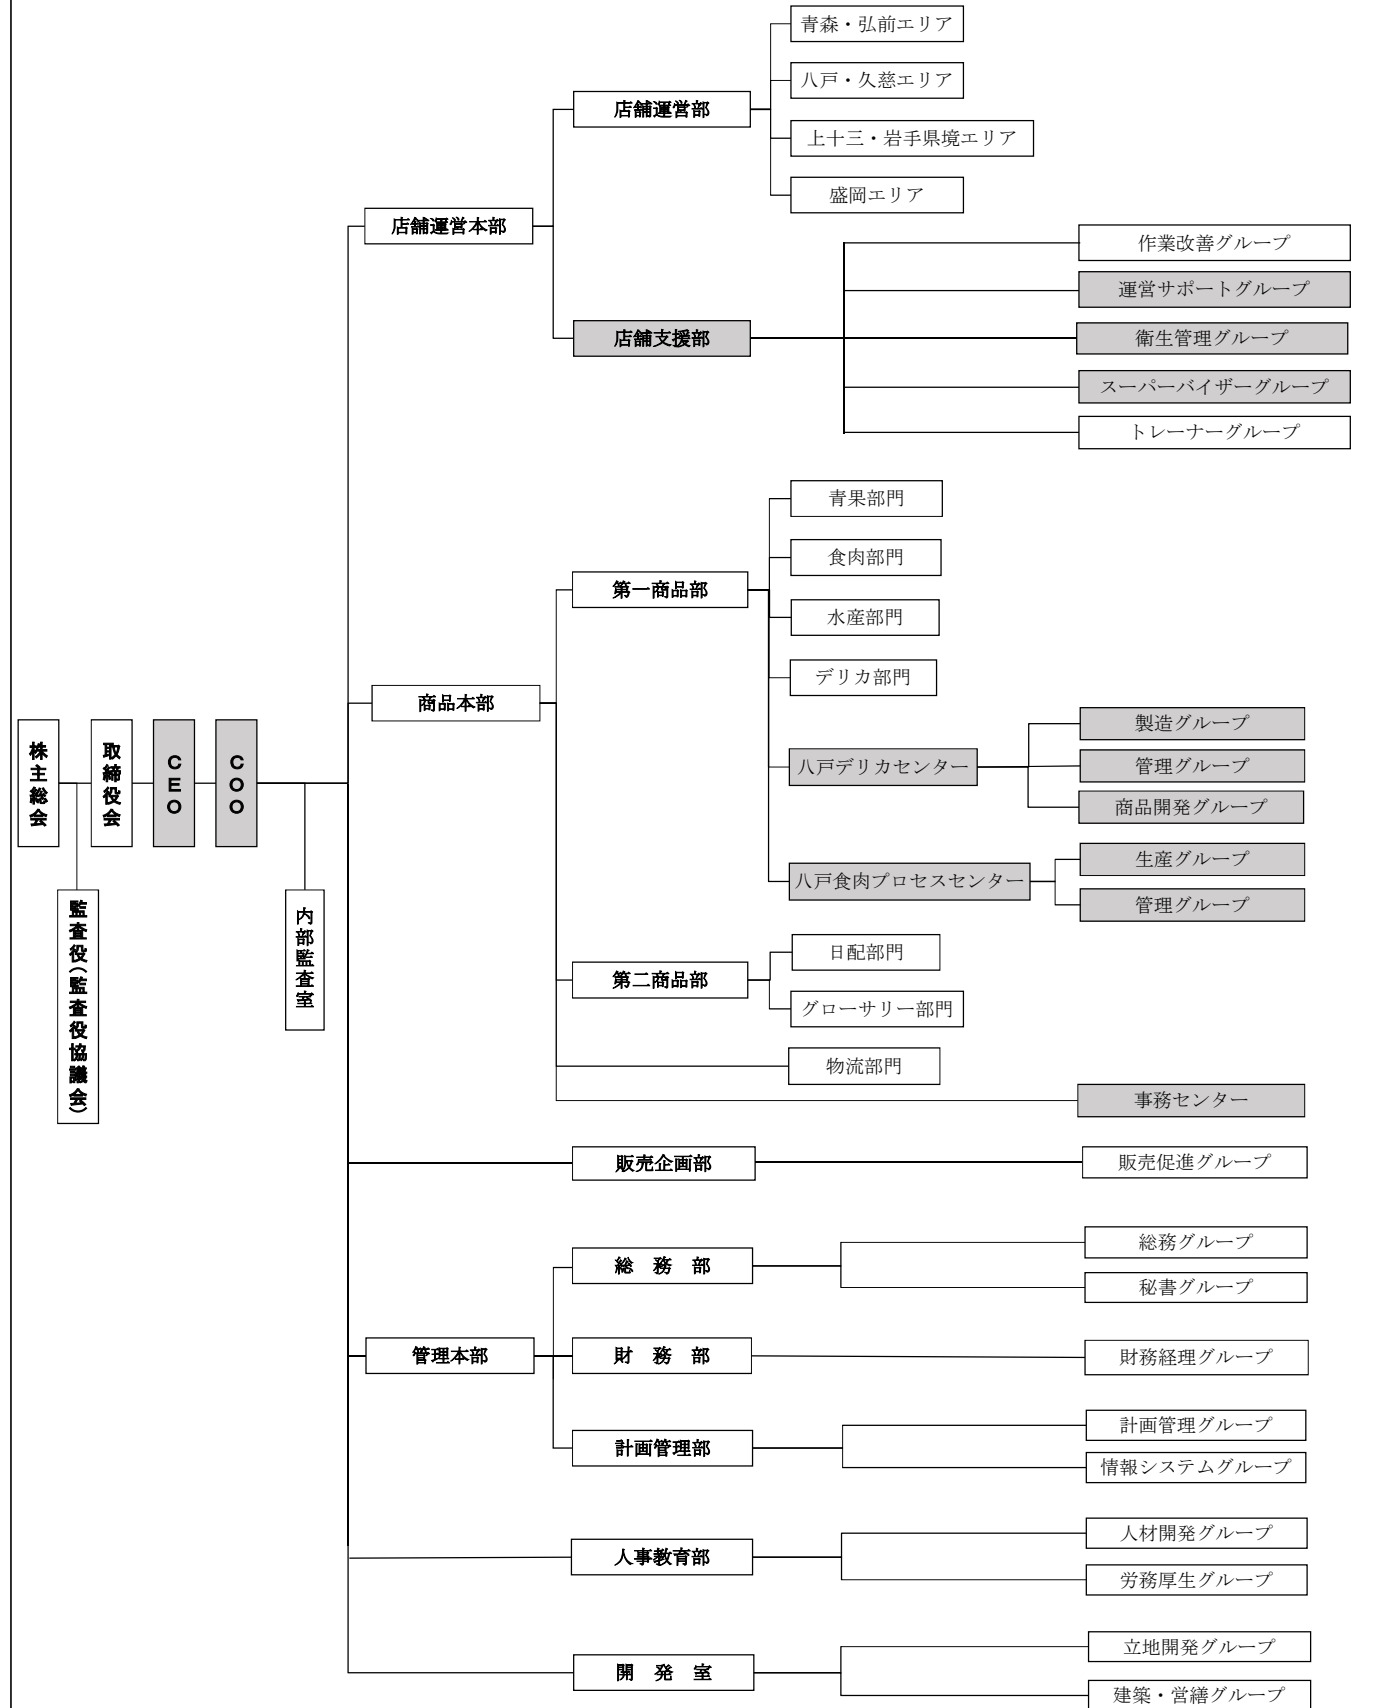 青森・弘前エリア
八戸・久慈エリア
店舗運営部
上十三・岩手県境エリア
盛岡エリア
店舗運営本部
作業改善グループ
運営サポートグループ
店舗支援部
衛生管理グループ
スーパーバイザーグループ
トレーナーグループ
青果部門
食肉部門
第一商品部
水産部門
デリカ部門
商品本部
製造グループ
八戸デリカセンター
管理グループ
商品開発グループ
株主総会
取締役会
CEO
COO
生産グループ
八戸食肉プロセスセンター
管理グループ
監査役(監査役協議会)
内部監査室
日配部門
第二商品部
グローサリー部門
物流部門
事務センター
販売企画部
販売促進グループ
総務グループ
総 務 部
秘書グループ
管理本部
財 務 部
財務経理グループ
計画管理グループ
計画管理部
情報システムグループ
人材開発グループ
人事教育部
労務厚生グループ
立地開発グループ
開 発 室
建築・営繕グループ